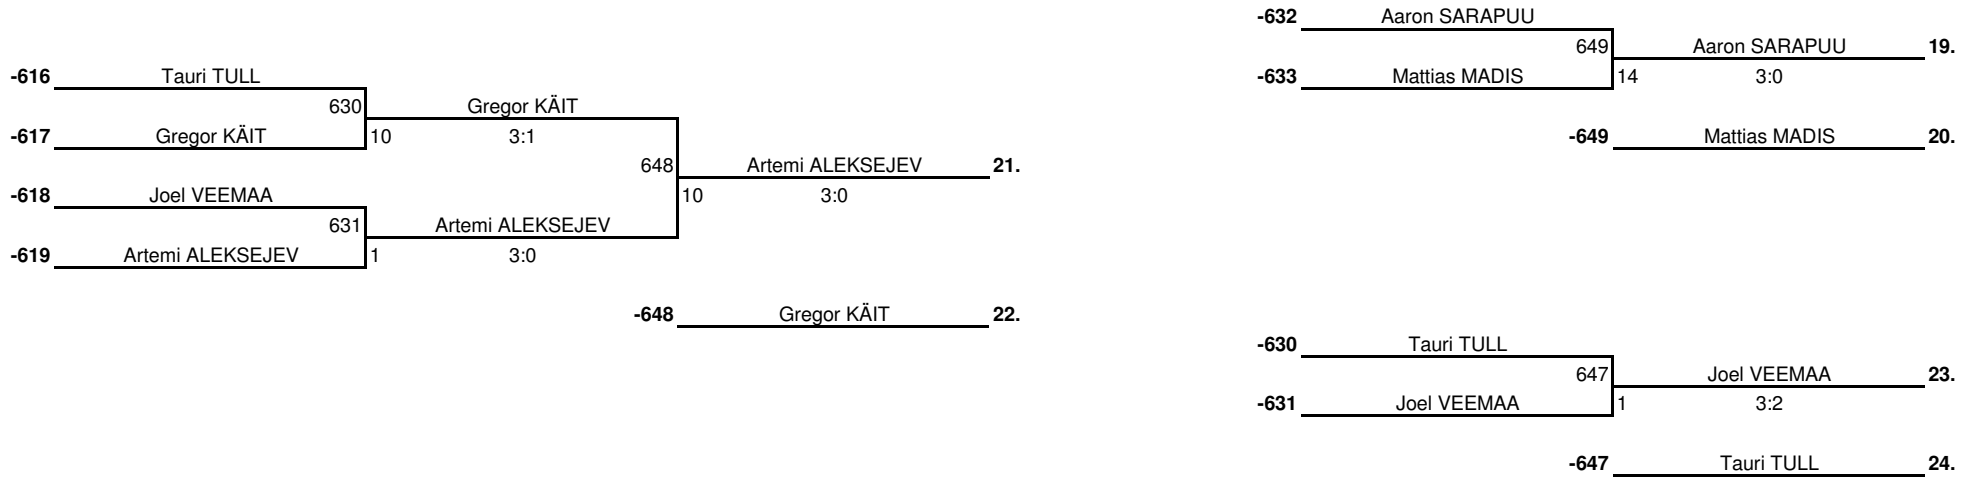 -616 Tauri TULL
630 Gregor KÄIT
-617 Gregor KÄIT 10 3:1
648 Artemi ALEKSEJEV 21.
-618 Joel VEEMAA 10 3:0
631 Artemi ALEKSEJEV
-619 Artemi ALEKSEJEV 1 3:0
-648 Gregor KÄIT 22.
-632 Aaron SARAPUU
649 Aaron SARAPUU 19.
-633 Mattias MADIS 14 3:0
-649 Mattias MADIS 20.
-630 Tauri TULL
647 Joel VEEMAA 23.
-631 Joel VEEMAA 1 3:2
-647 Tauri TULL 24.